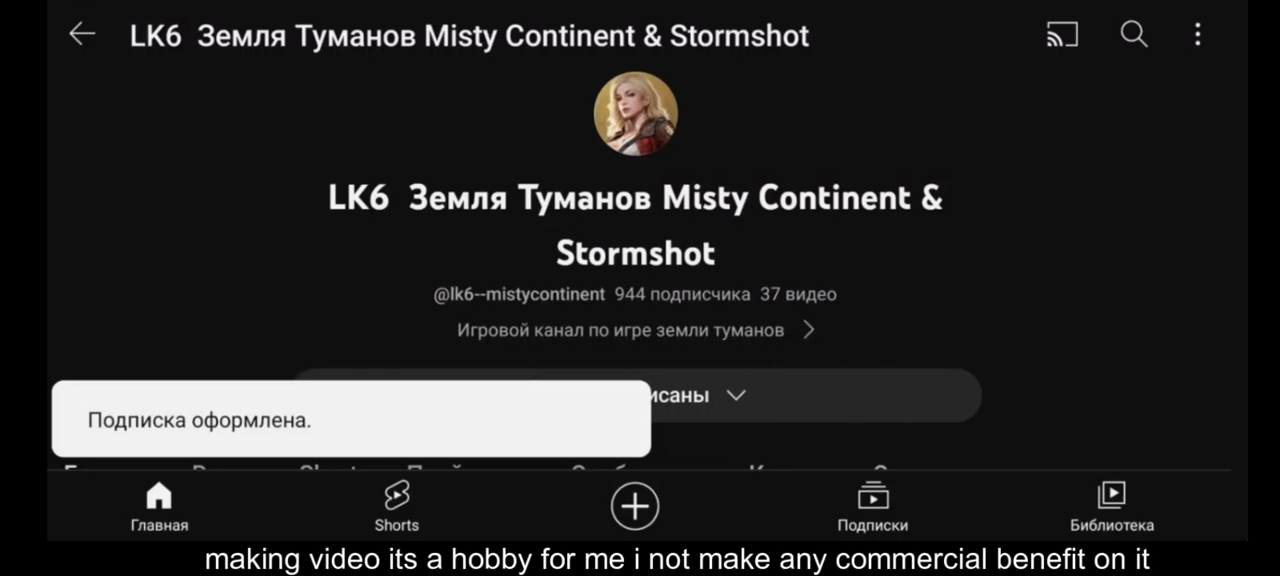 LK6 Земля Туманов Misty Continent & Stormshot
LK6 Земля Туманов Misty Continent &
Stormshot
@lk6--mistycontinent 944 подписчика 37 видео
Игровой канал по игре земли туманов
Подписка оформлена.
Главная
Shorts
Подписки
Библиотека
making video its a hobby for me i not make any commercial benefit on it